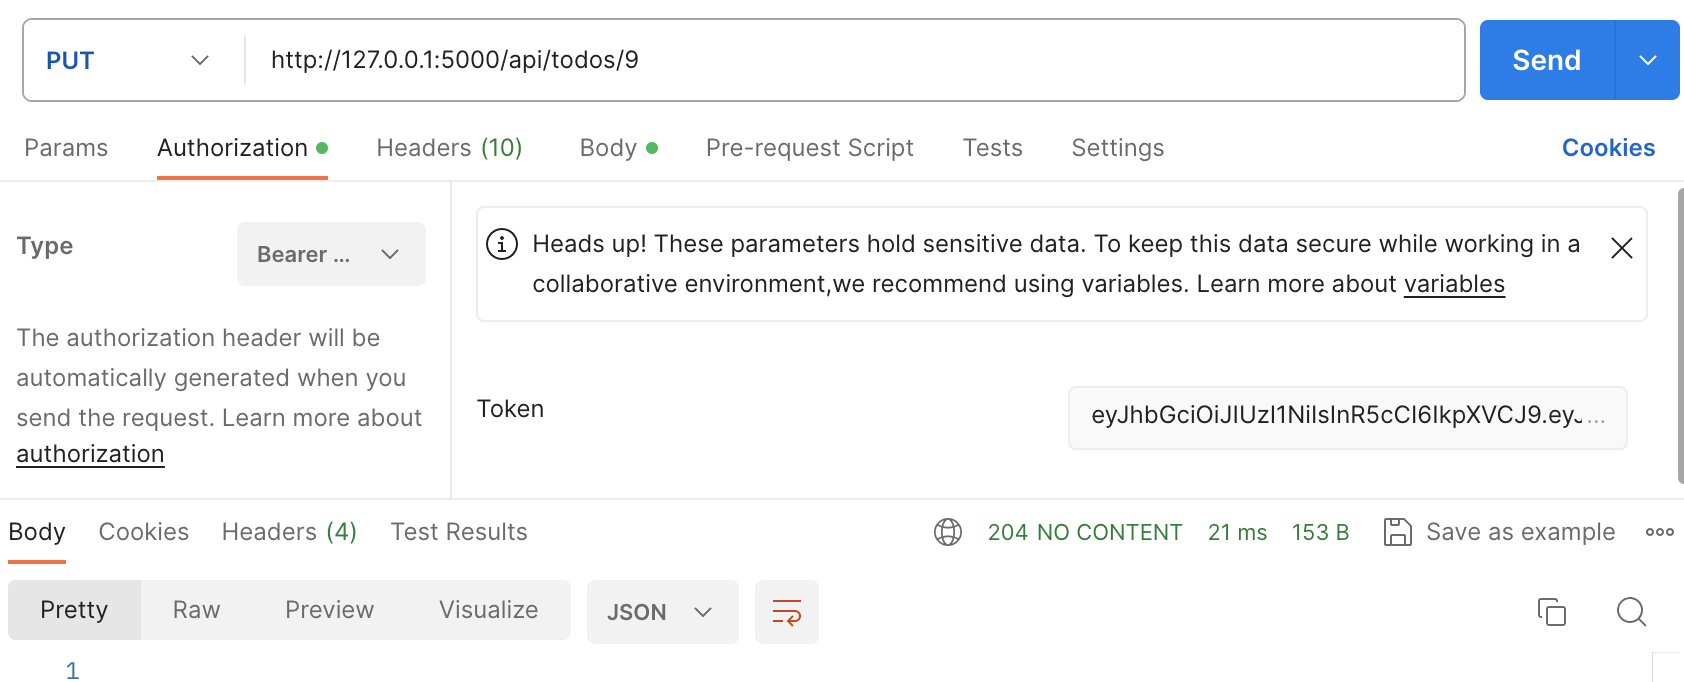 PUT http://127.0.0.1:5000/api/todos/9 Send
Params Authorization Headers (10) Body Pre-request Script Tests Settings Cookies
Type Bearer ...
The authorization header will be
automatically generated when you
send the request. Learn more about
authorization
Heads up! These parameters hold sensitive data. To keep this data secure while working in a
collaborative environment,we recommend using variables. Learn more about variables
Token eyJhbGciOiJIUzI1NiIsInR5cCI6IkpXVCJ9.eyJ...
Body Cookies Headers (4) Test Results 204 NO CONTENT 21 ms 153 B Save as example
Pretty Raw Preview Visualize JSON
1